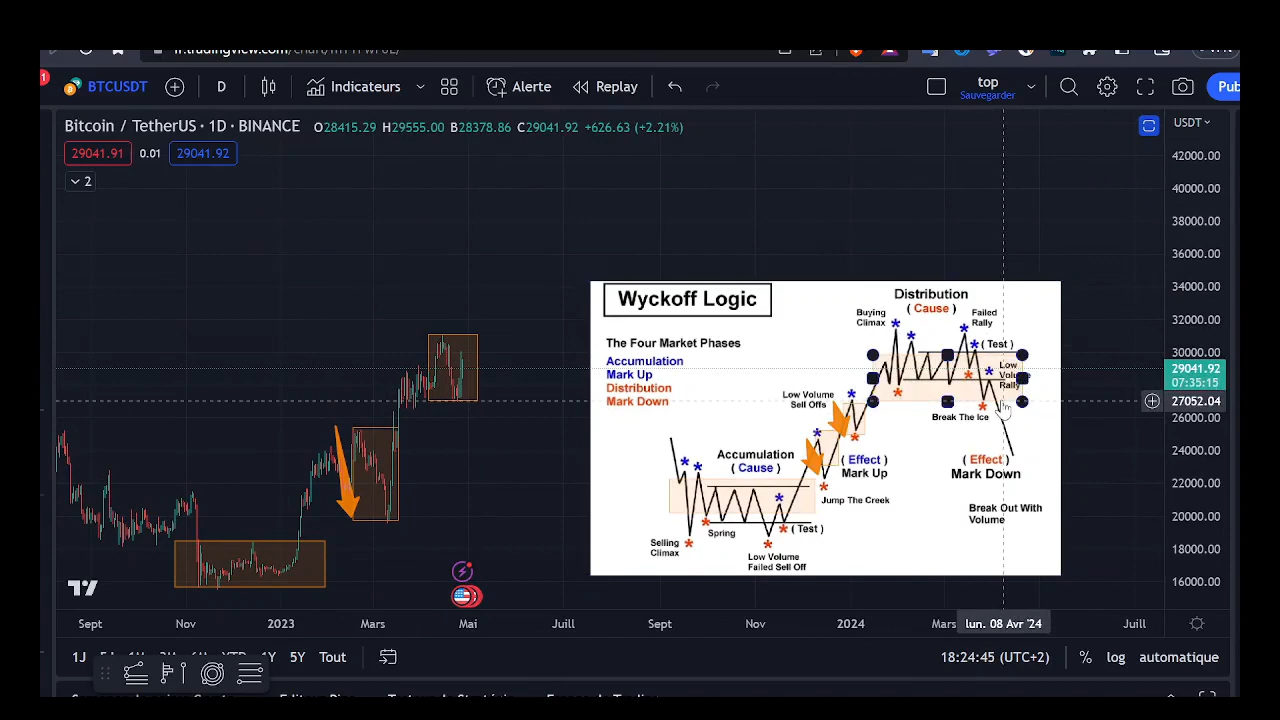 1
BTCUSDT
D
Indicateurs
Alerte
Replay
top
Sauvegarder
Pub
Bitcoin / TetherUS · 1D · BINANCE
O28415.29 H29555.00 B28378.86 C29041.92 +626.63 (+2.21%)
29041.91
0.01
29041.92
2
USDT
42000.00
40000.00
38000.00
36000.00
34000.00
32000.00
30000.00
29041.92
07:35:15
27052.04
26000.00
24000.00
22000.00
20000.00
18000.00
16000.00
Wyckoff Logic
The Four Market Phases
Accumulation
Mark Up
Distribution
Mark Down
Distribution
( Cause )
Buying
Climax
Failed
Rally
( Test )
Low
Volume
Rally
Low Volume
Sell Offs
Break The Ice
Accumulation
( Cause )
( Effect )
Mark Up
( Effect )
Mark Down
Jump The Creek
Break Out With
Volume
Spring
( Test )
Selling
Climax
Low Volume
Failed Sell Off
Sept
Nov
2023
Mars
Mai
Juill
Sept
Nov
2024
Mars
lun. 08 Avr '24
Juill
1J
1Y
5Y
Tout
18:24:45 (UTC+2)
%
log
automatique